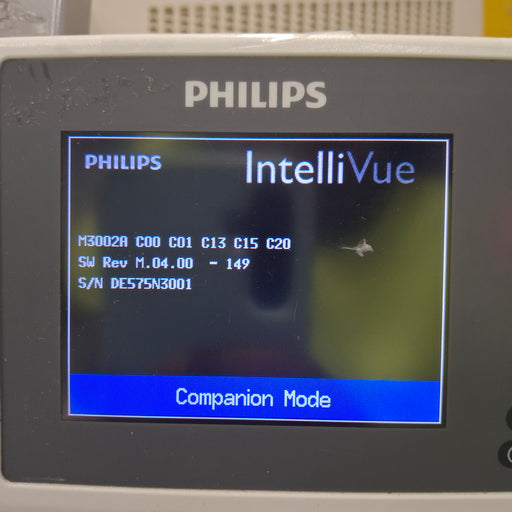 PHILIPS
PHILIPS IntelliVue
M3002A C00 C01 C13 C15 C20
SW Rev M.04.00 - 149
S/N DE575N3001
Companion Mode